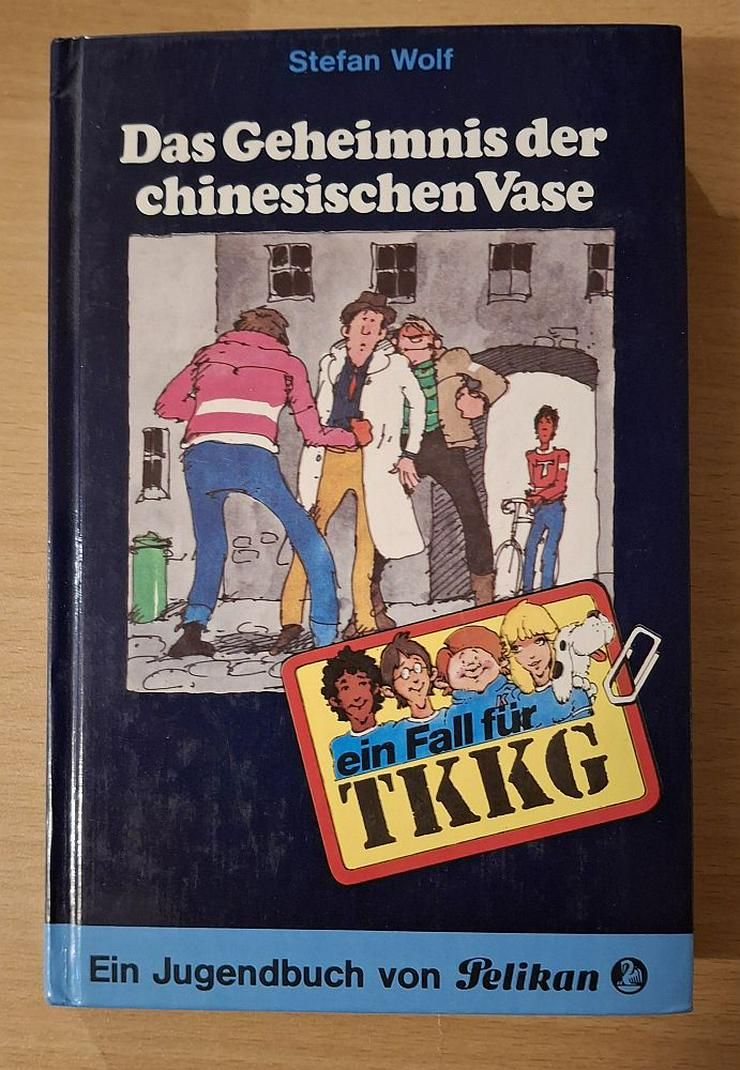 Stefan Wolf
Das Geheimnis der
chinesischen Vase
T
ein Fall für
TKKG
Ein Jugendbuch von Pelikan